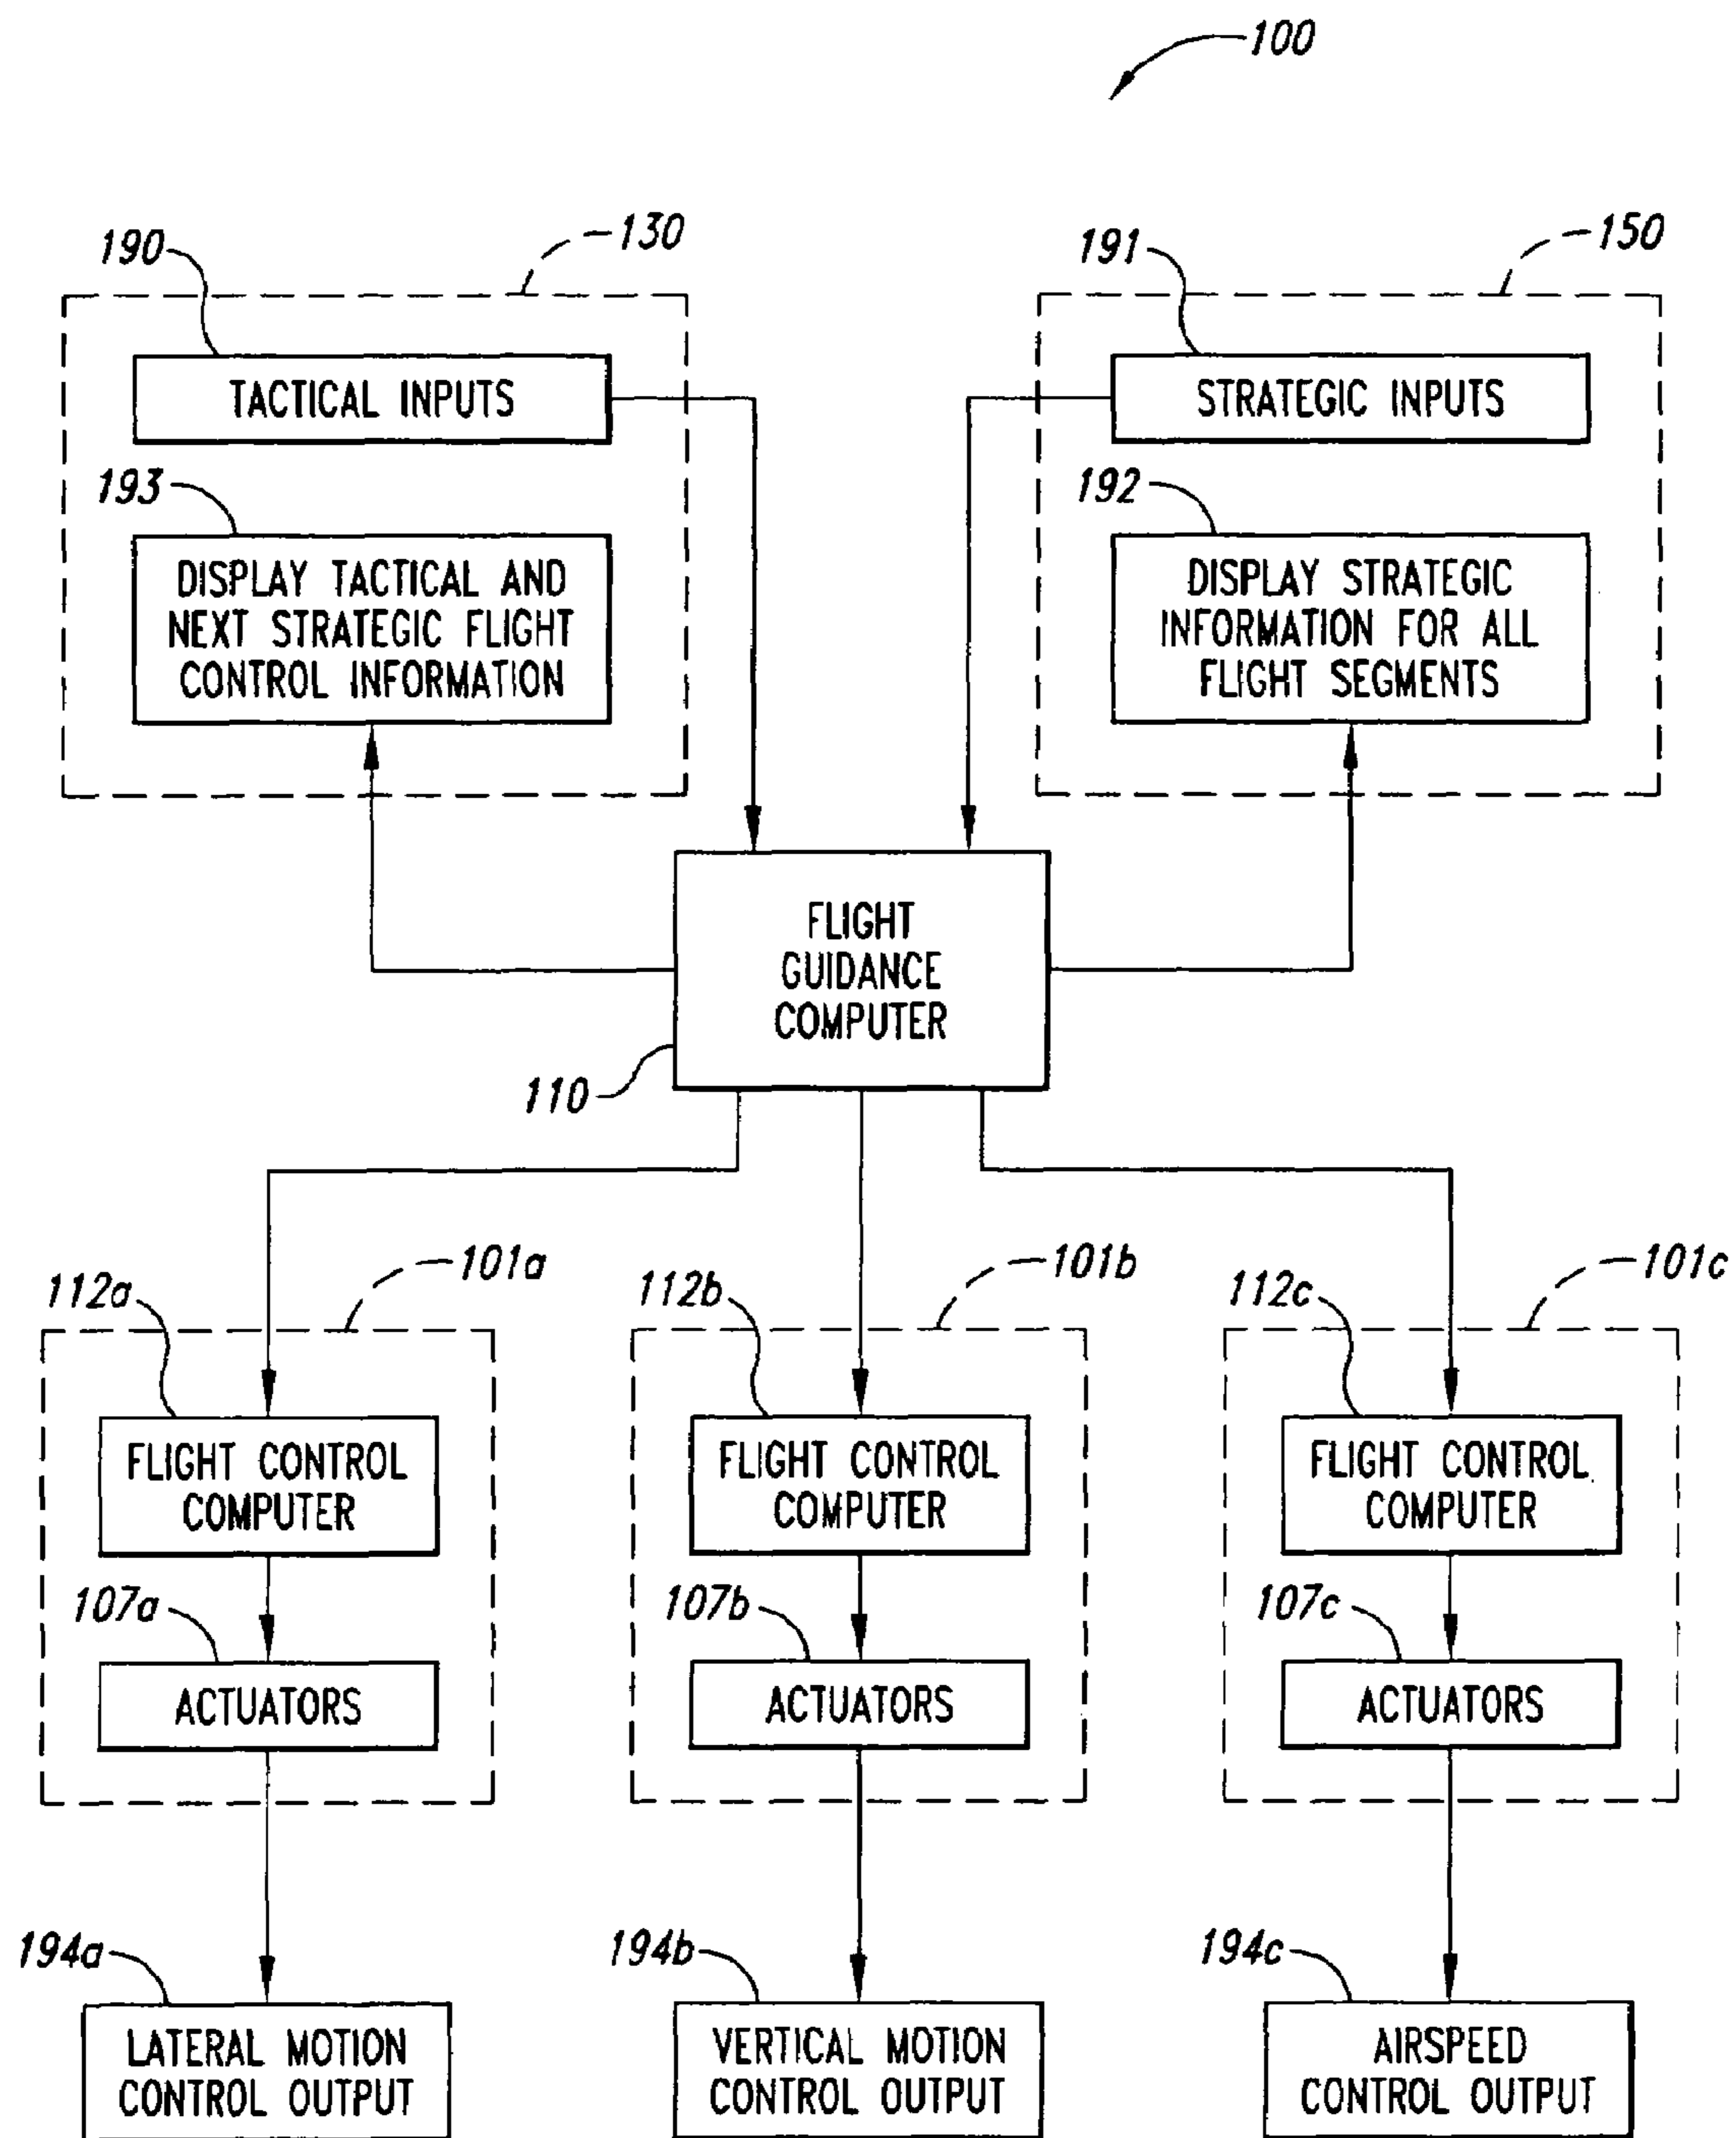 100
130
150
190
191
TACTICAL INPUTS
STRATEGIC INPUTS
193
192
DISPLAY TACTICAL AND
NEXT STRATEGIC FLIGHT
CONTROL INFORMATION
DISPLAY STRATEGIC
INFORMATION FOR ALL
FLIGHT SEGMENTS
FLIGHT
GUIDANCE
COMPUTER
110
101a
101b
101c
112a
112b
112c
FLIGHT CONTROL
COMPUTER
FLIGHT CONTROL
COMPUTER
FLIGHT CONTROL
COMPUTER
107a
107b
107c
ACTUATORS
ACTUATORS
ACTUATORS
194a
194b
194c
LATERAL MOTION
CONTROL OUTPUT
VERTICAL MOTION
CONTROL OUTPUT
AIRSPEED
CONTROL OUTPUT